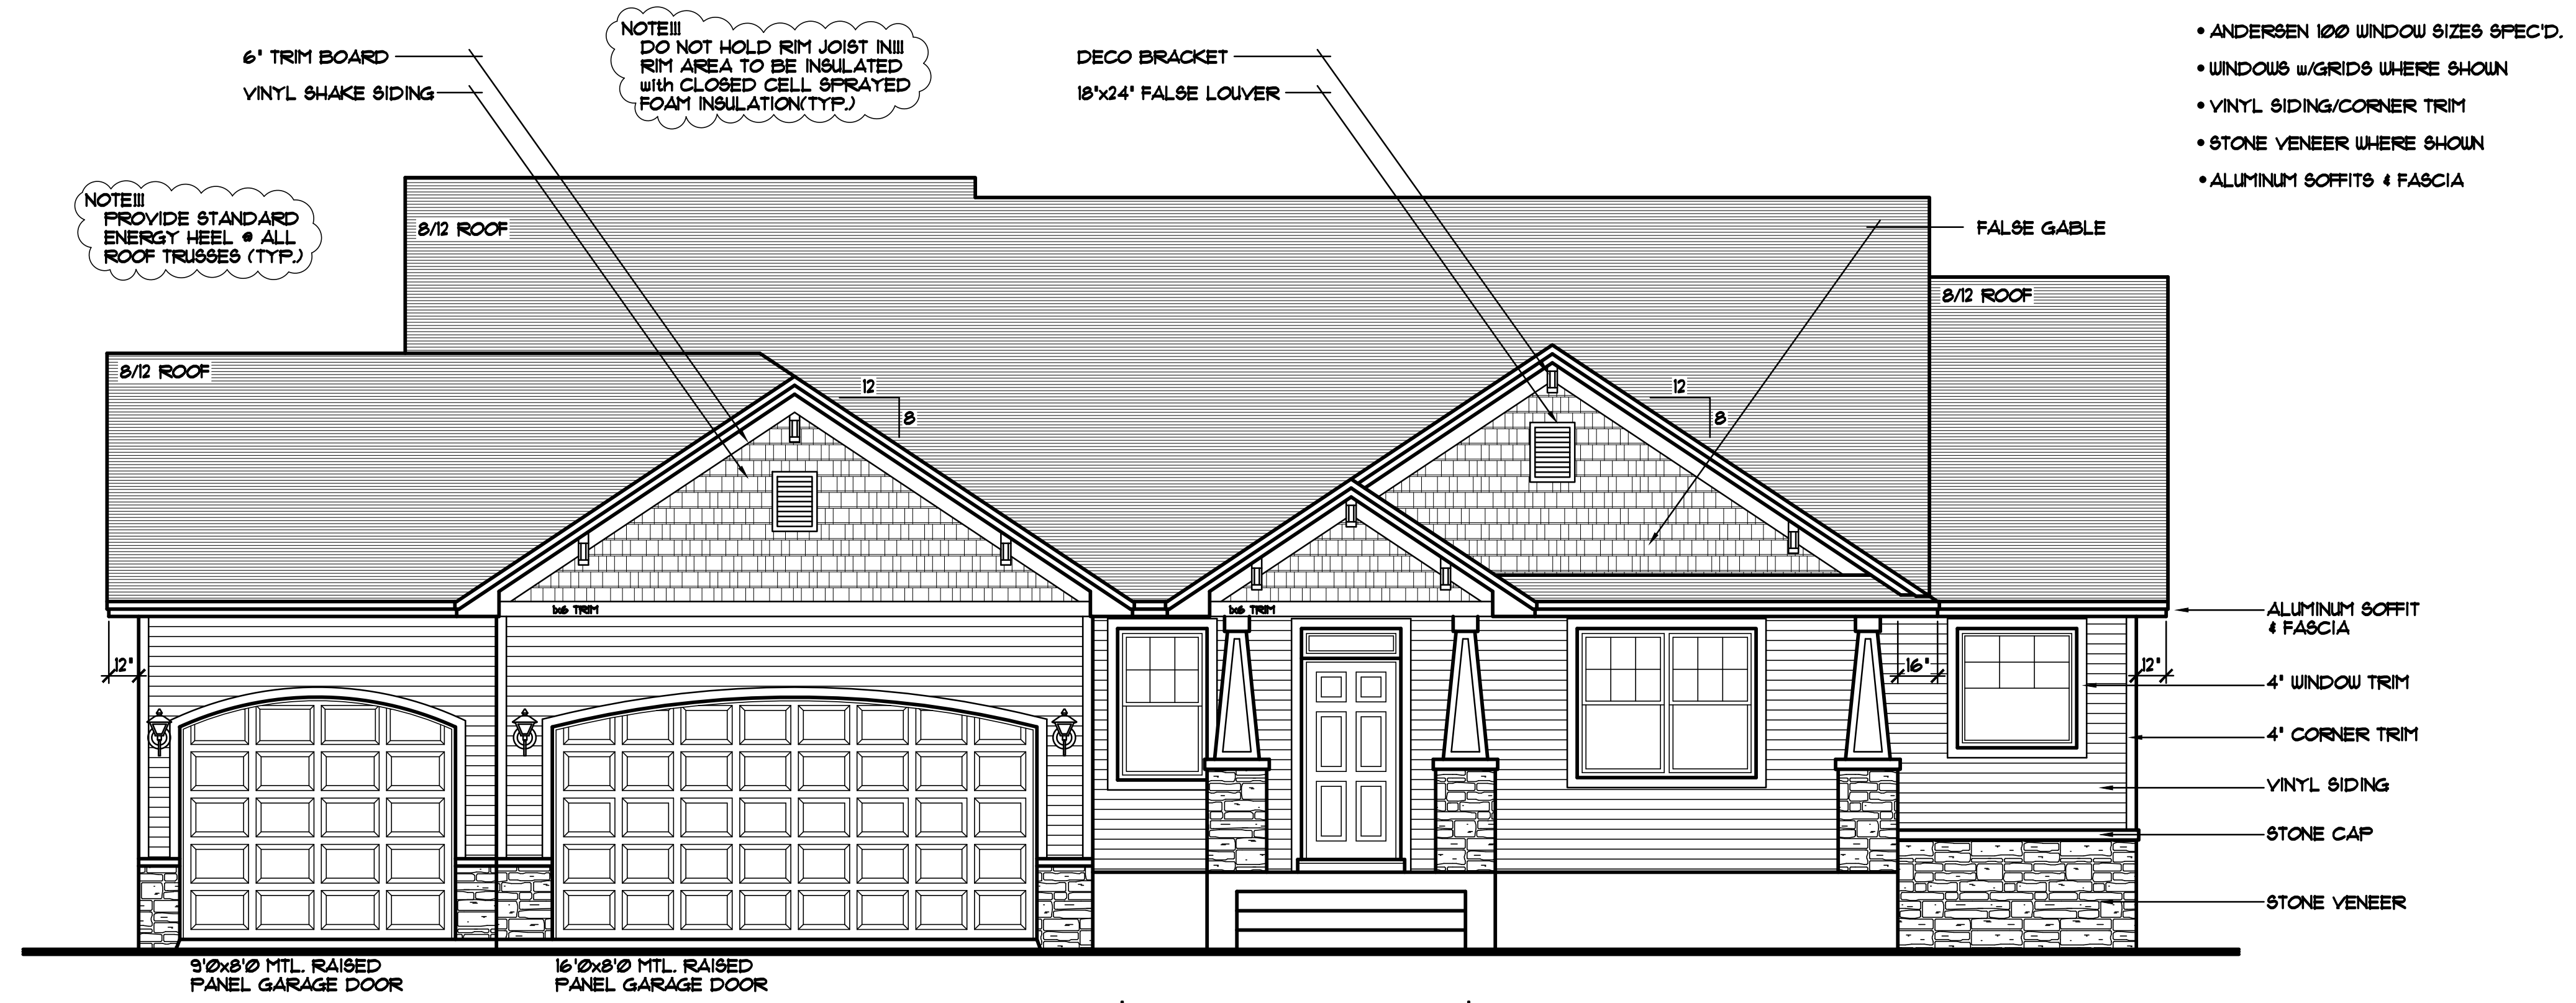 6" TRIM BOARD
VINYL SHAKE SIDING
NOTE!!!
DO NOT HOLD RIM JOIST IN!!!
RIM AREA TO BE INSULATED
with CLOSED CELL SPRAYED
FOAM INSULATION(TYP.)
DECO BRACKET
18"x24" FALSE LOUVER
• ANDERSEN 100 WINDOW SIZES SPEC'D.
• WINDOWS w/GRIDS WHERE SHOWN
• VINYL SIDING/CORNER TRIM
• STONE VENEER WHERE SHOWN
• ALUMINUM SOFFITS & FASCIA
NOTE!!!
PROVIDE STANDARD
ENERGY HEEL @ ALL
ROOF TRUSSES (TYP.)
8/12 ROOF
FALSE GABLE
8/12 ROOF
8/12 ROOF
12
8
12
8
1x6 TRIM
1x6 TRIM
ALUMINUM SOFFIT
& FASCIA
12"
16"
12"
4" WINDOW TRIM
4" CORNER TRIM
VINYL SIDING
STONE CAP
STONE VENEER
9'0x8'0 MTL. RAISED
PANEL GARAGE DOOR
16'0x8'0 MTL. RAISED
PANEL GARAGE DOOR